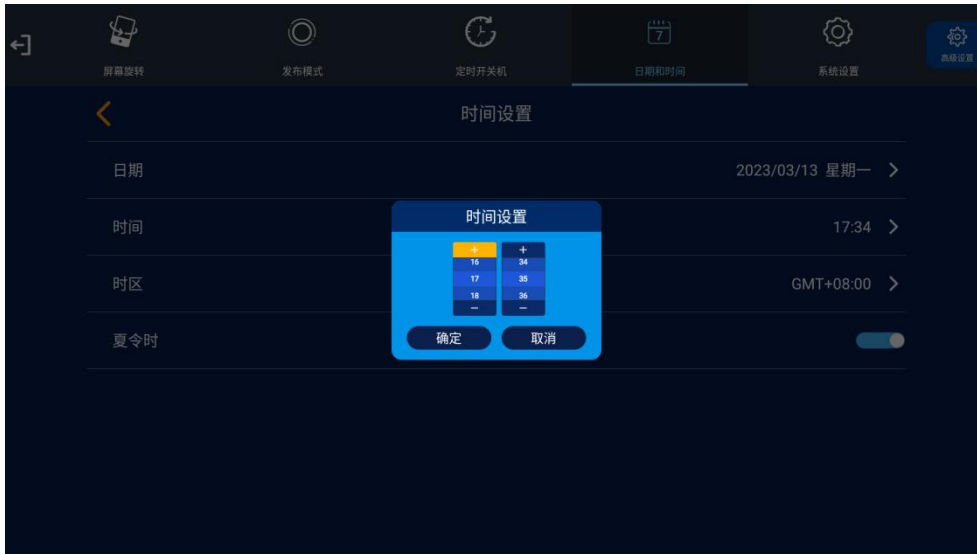 屏幕旋转
发布模式
定时开关机
7
日期和时间
系统设置
高级设置
时间设置
日期
2023/03/13 星期一
时间
17:34
时区
GMT+08:00
夏令时
时间设置
+ +
16 34
17 35
18 36
− −
确定 取消